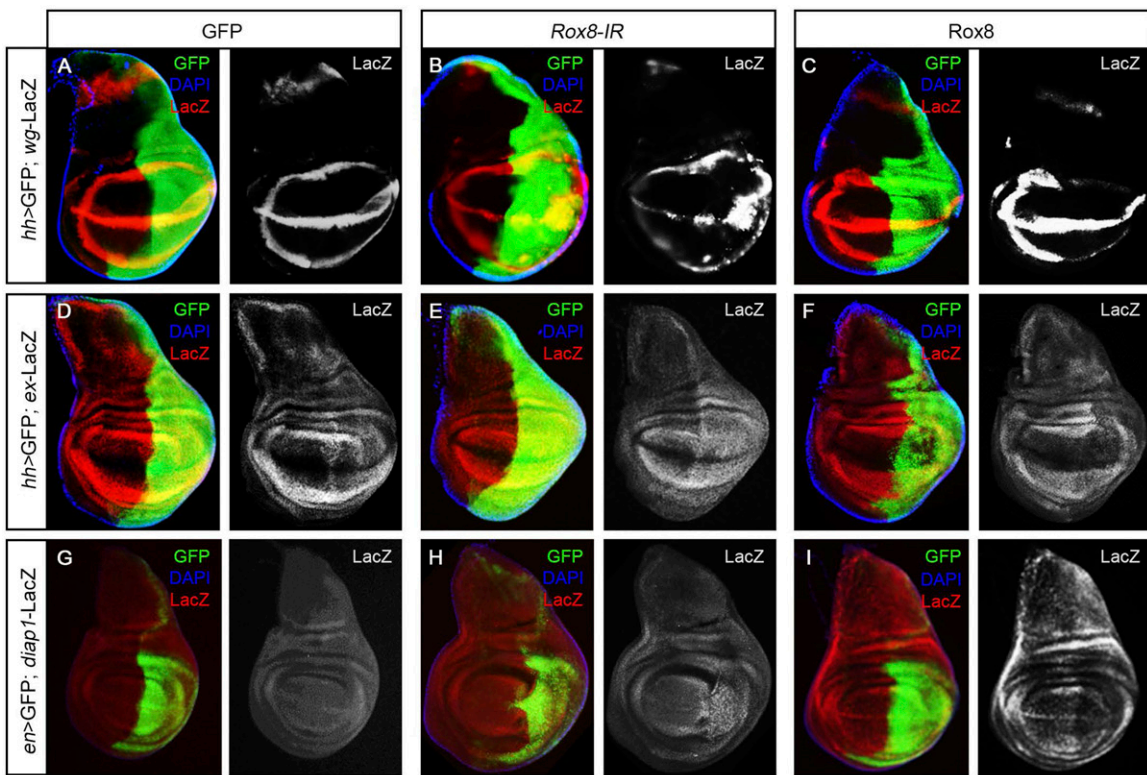 GFP
Rox8-IR
Rox8
hh>GFP; wg-LacZ
A
GFP
DAPI
LacZ
LacZ
B
GFP
DAPI
LacZ
LacZ
C
GFP
DAPI
LacZ
LacZ
hh>GFP; ex-LacZ
D
GFP
DAPI
LacZ
LacZ
E
GFP
DAPI
LacZ
LacZ
F
GFP
DAPI
LacZ
LacZ
en>GFP; diap1-LacZ
G
GFP
DAPI
LacZ
LacZ
H
GFP
DAPI
LacZ
LacZ
I
GFP
DAPI
LacZ
LacZ